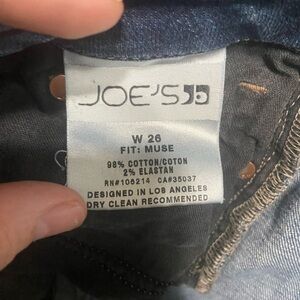 JOE'S
W 26
FIT: MUSE
98% COTTON/COTON
2% ELASTAN
RN#106214 CA#35037
DESIGNED IN LOS ANGELES
DRY CLEAN RECOMMENDED